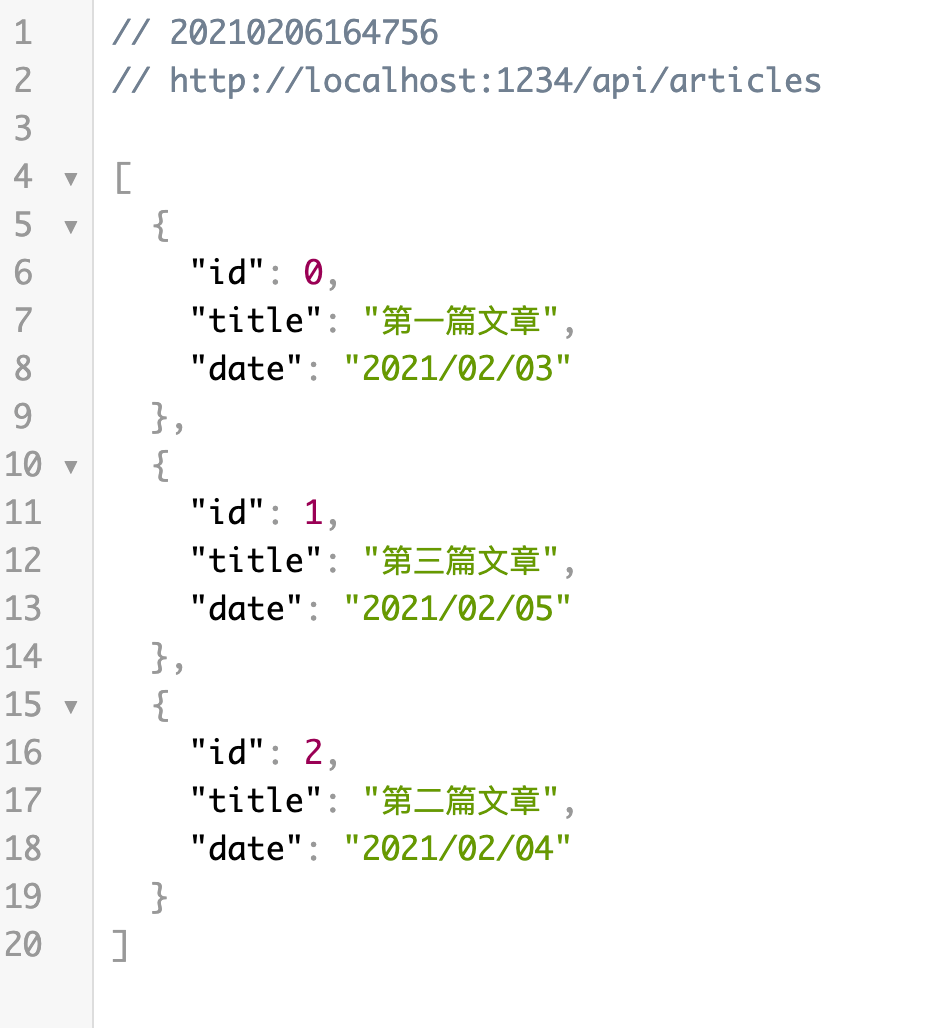 1 // 20210206164756
2 // http://localhost:1234/api/articles
3
4 ▼ [
5 ▼   {
6       "id": 0,
7       "title": "第一篇文章",
8       "date": "2021/02/03"
9     },
10 ▼   {
11       "id": 1,
12       "title": "第三篇文章",
13       "date": "2021/02/05"
14     },
15 ▼   {
16       "id": 2,
17       "title": "第二篇文章",
18       "date": "2021/02/04"
19     }
20 ]